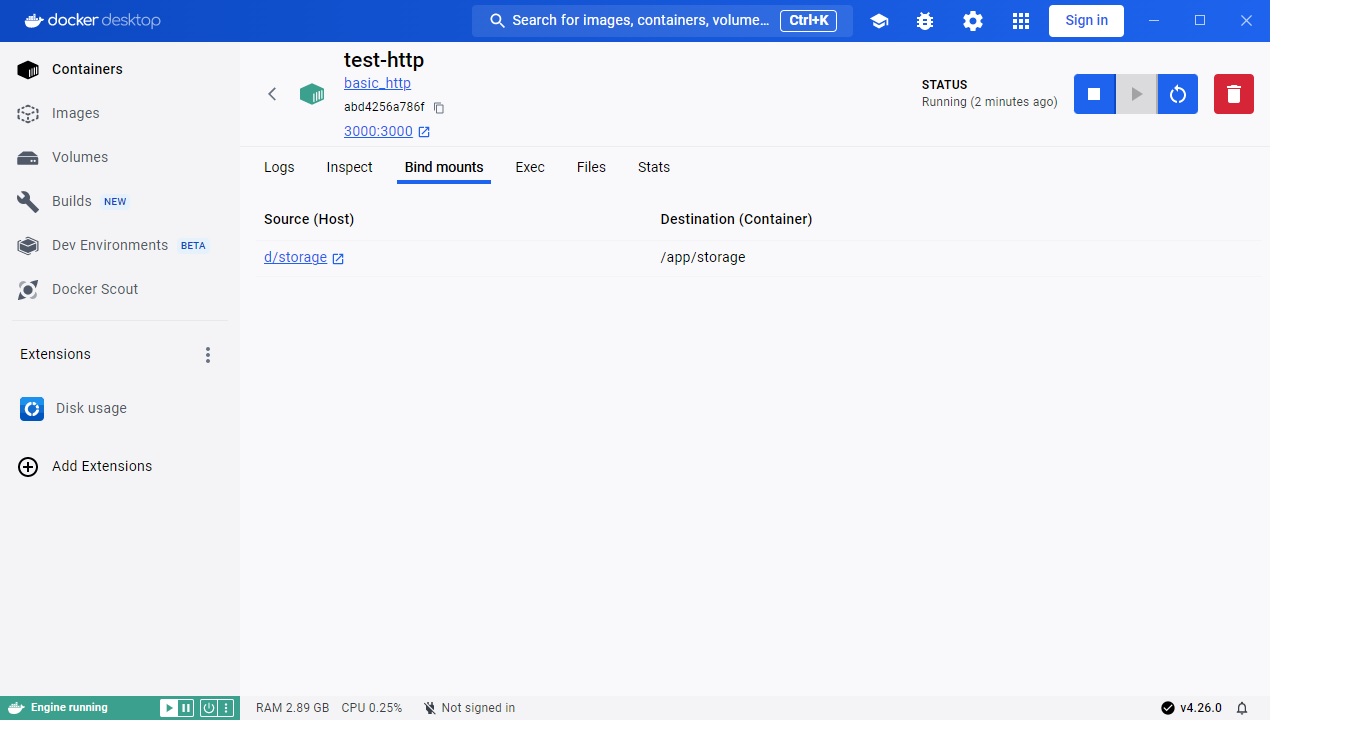 docker desktop
Search for images, containers, volume... Ctrl+K
Sign in
Containers
Images
Volumes
Builds NEW
Dev Environments BETA
Docker Scout
Extensions
Disk usage
Add Extensions
test-http
basic_http
abd4256a786f
3000:3000
STATUS
Running (2 minutes ago)
Logs Inspect Bind mounts Exec Files Stats
Source (Host) Destination (Container)
d/storage /app/storage
Engine running
RAM 2.89 GB CPU 0.25% Not signed in
v4.26.0